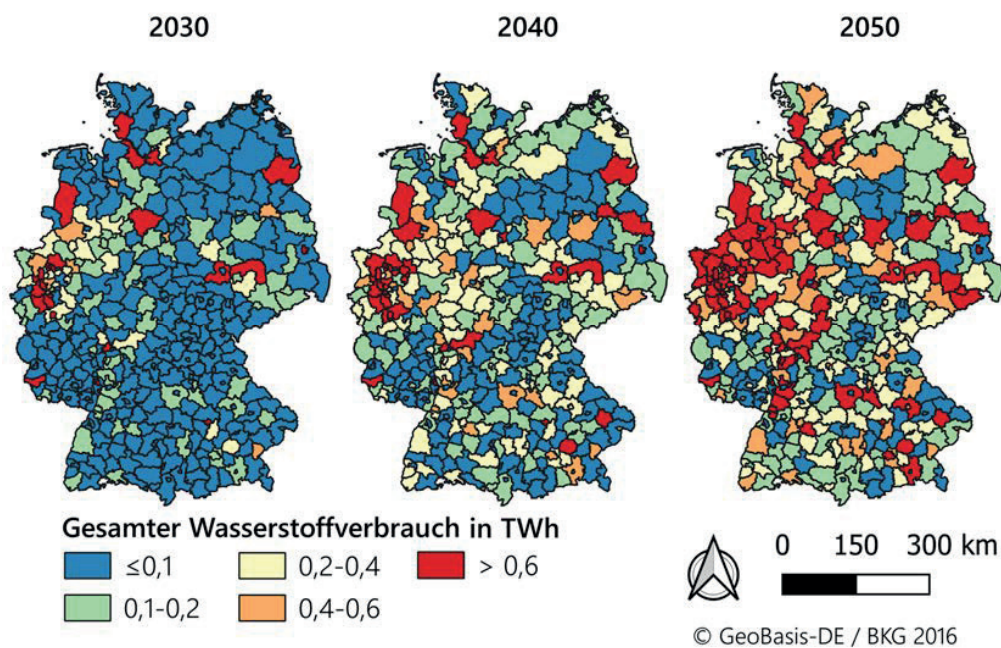 2030 2040 2050
Gesamter Wasserstoffverbrauch in TWh
≤0,1 0,2-0,4 > 0,6
0,1-0,2 0,4-0,6
0 150 300 km
© GeoBasis-DE / BKG 2016